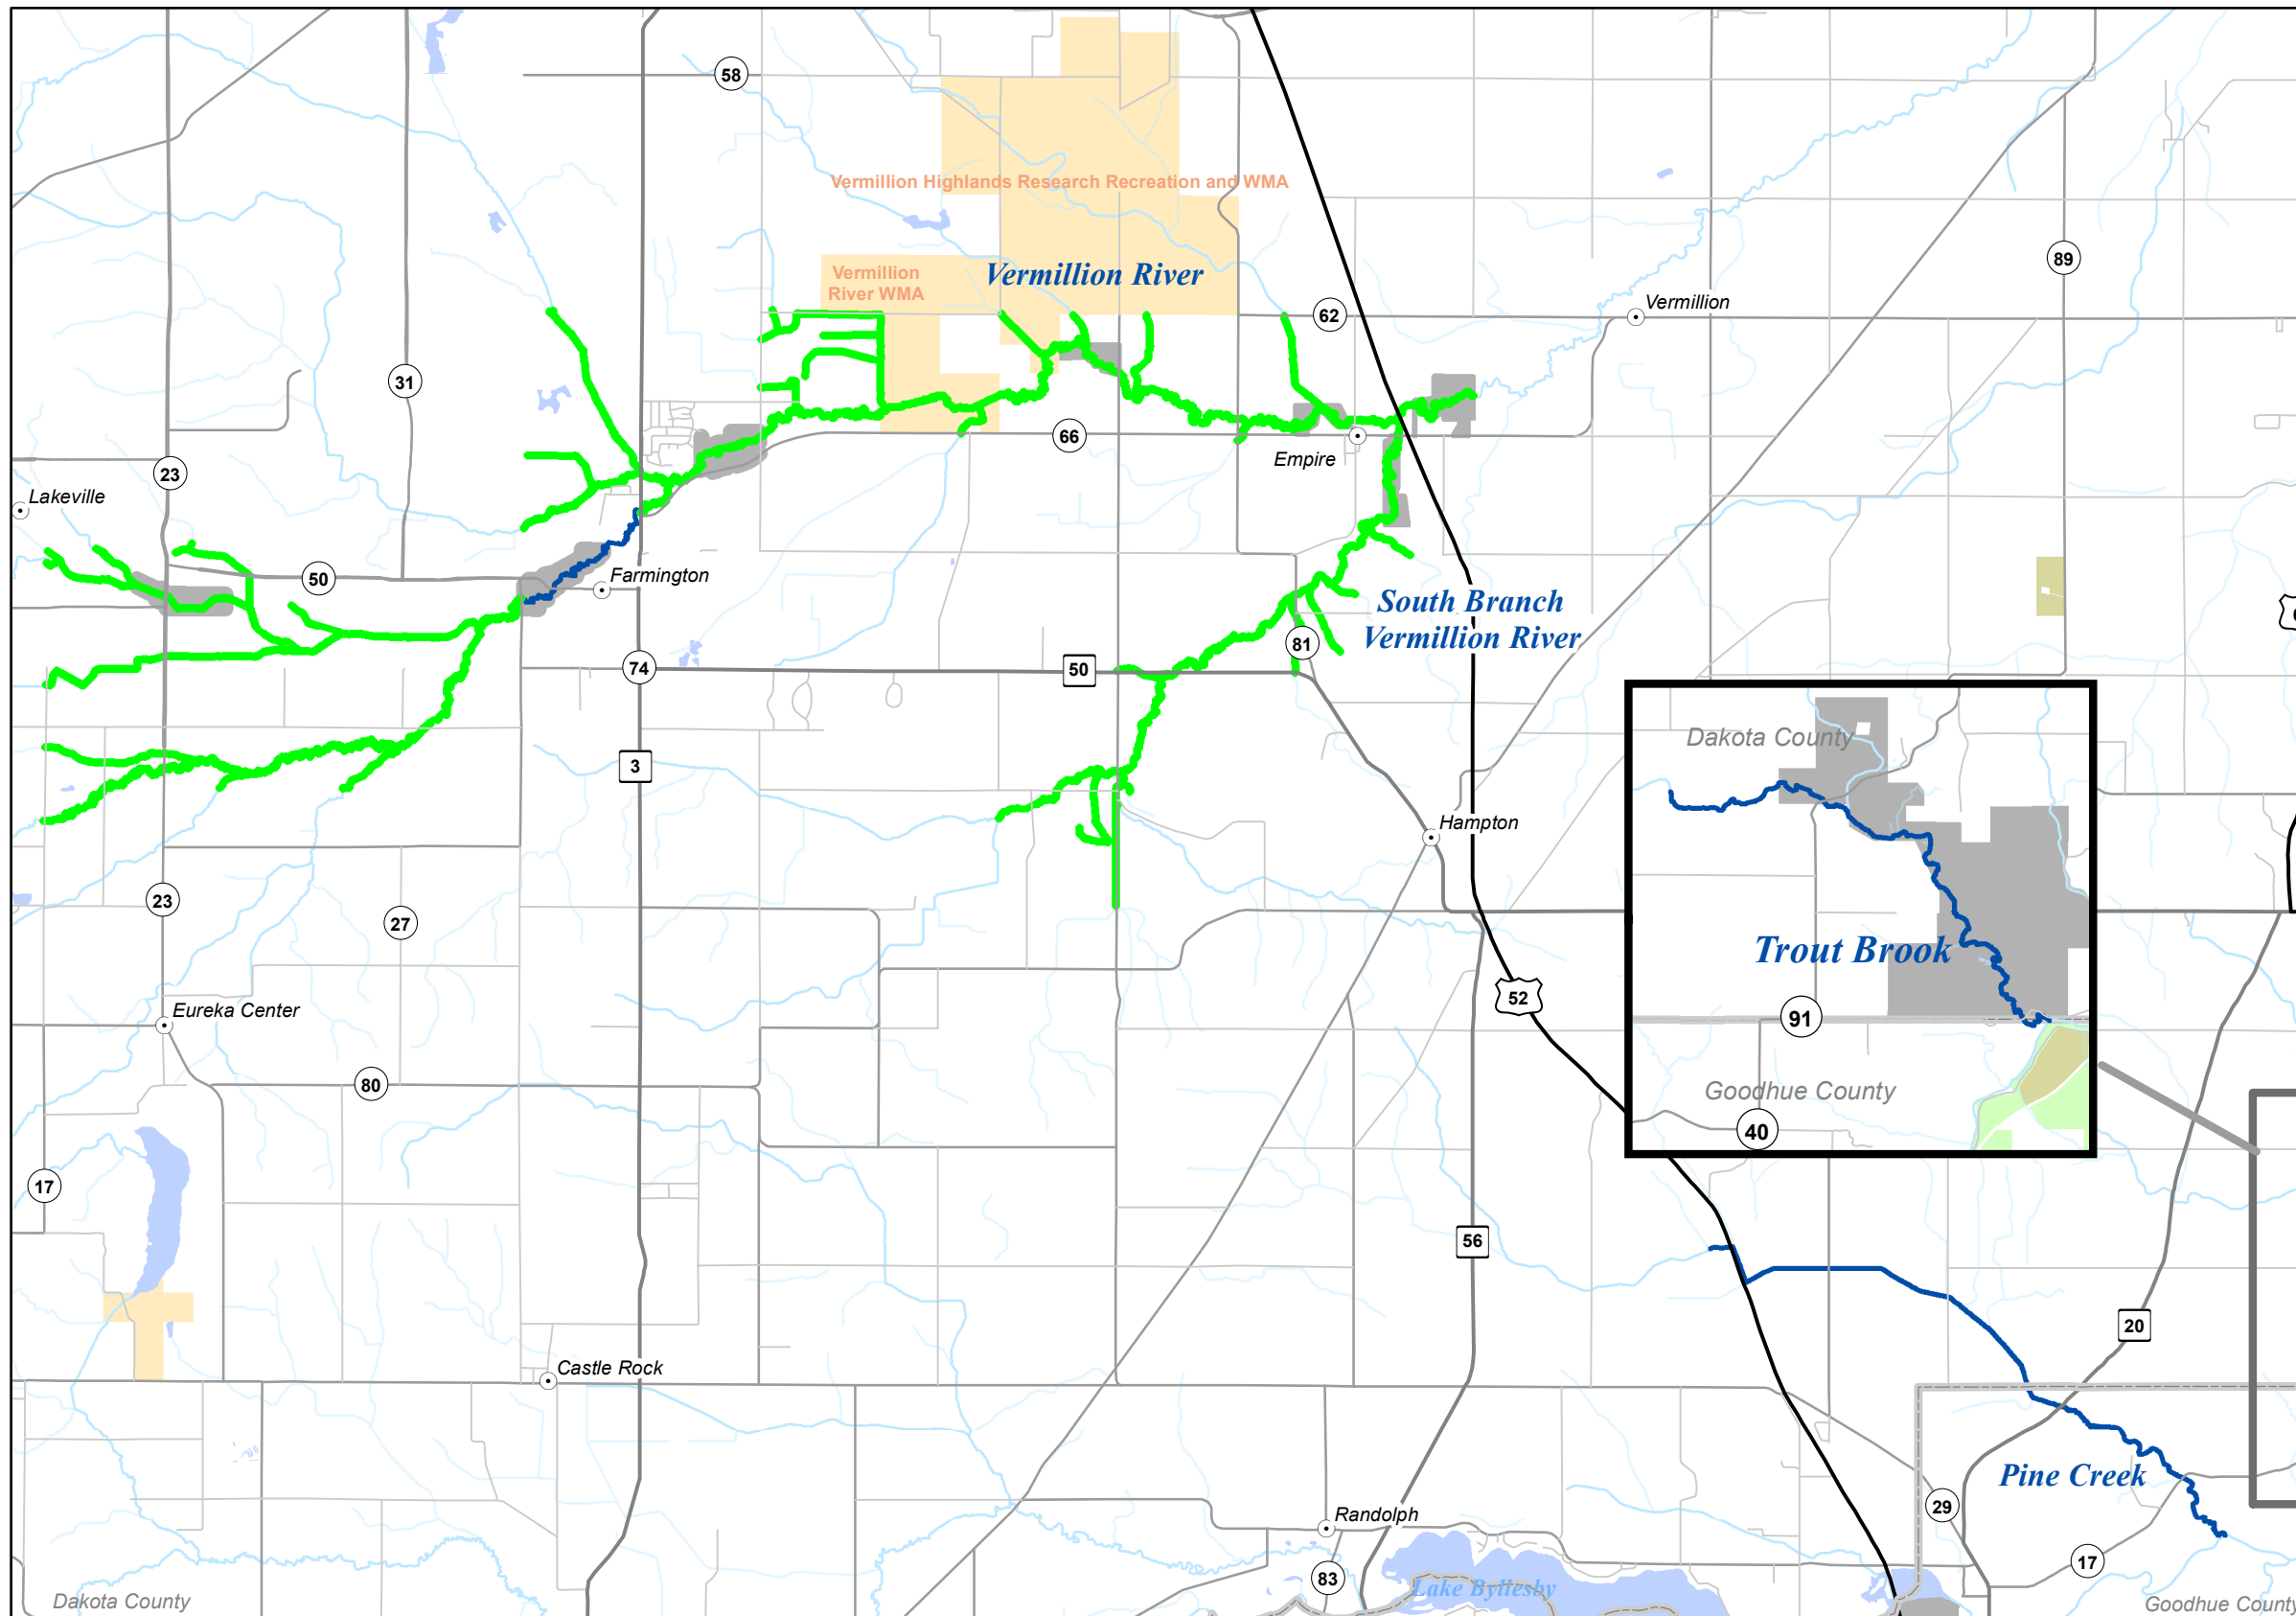 58
Vermillion Highlands Research Recreation and WMA
89
Vermillion
River WMA
Vermillion River
62
Vermillion
31
66
Empire
23
Lakeville
50
Farmington
South Branch
Vermillion River
81
74
50
3
Dakota County
Hampton
23
27
Trout Brook
52
91
Eureka Center
80
Goodhue County
40
17
56
20
Castle Rock
Pine Creek
29
Randolph
17
83
Lake Byllesby
Dakota County
Goodhue County